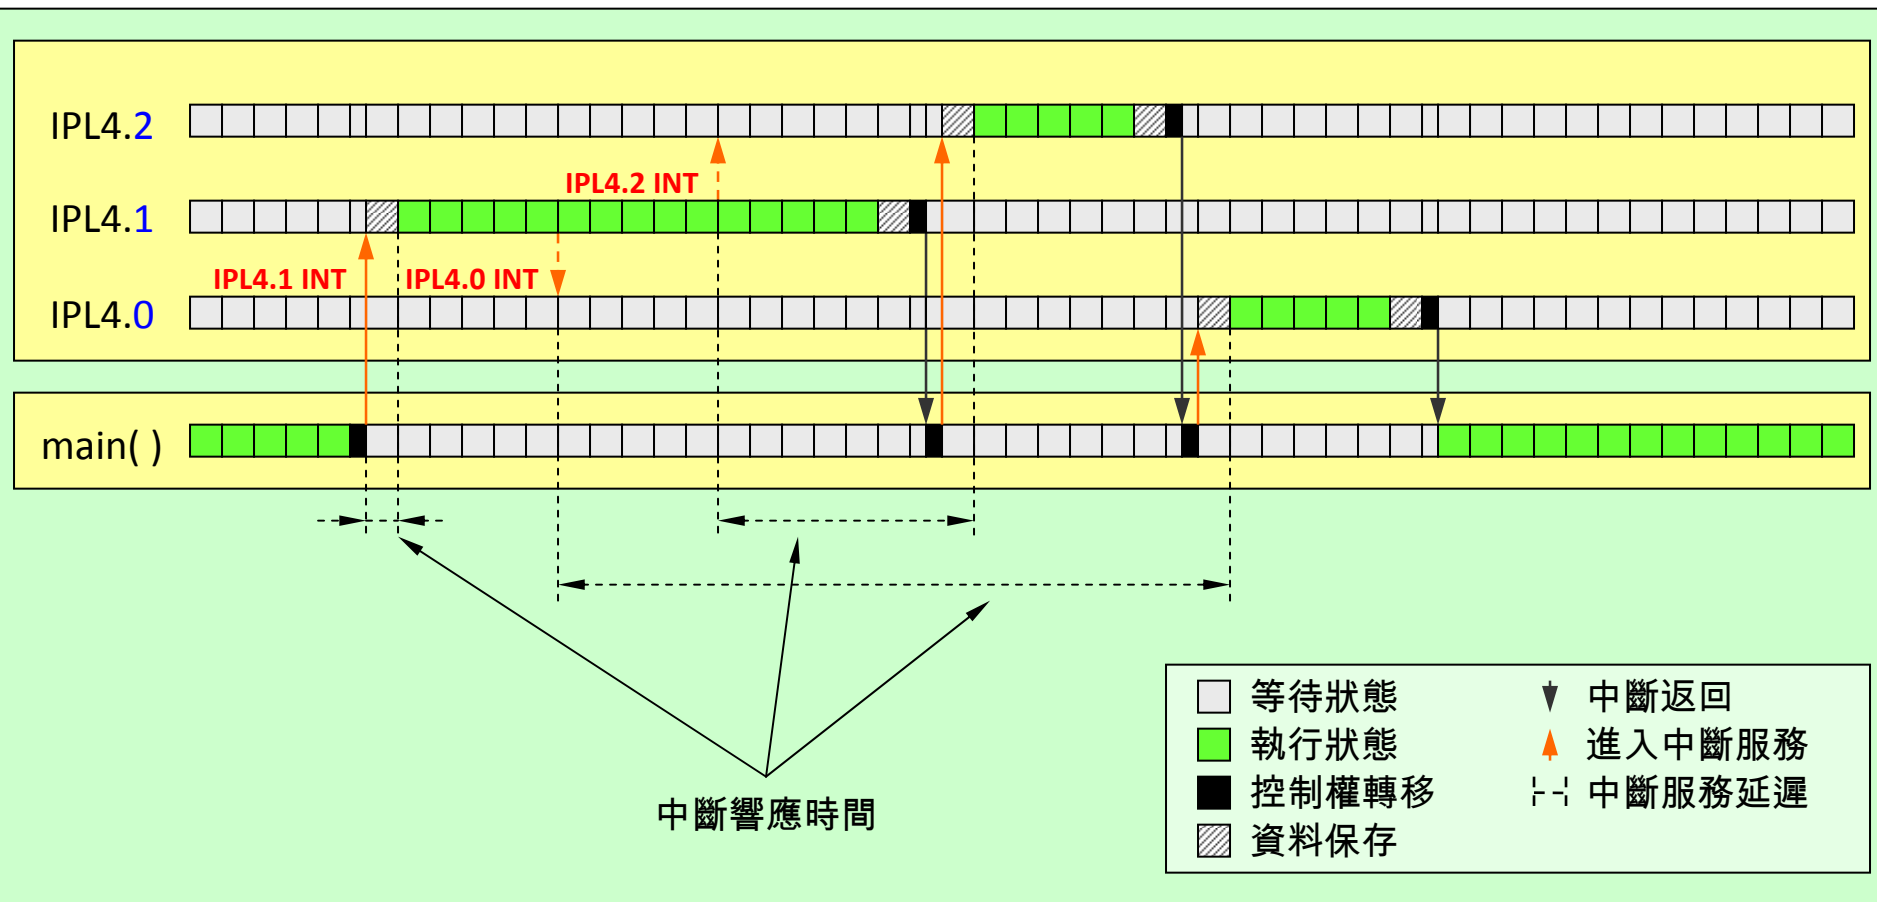 IPL4.2
IPL4.2 INT
IPL4.1
IPL4.1 INT
IPL4.0 INT
IPL4.0
main( )
中斷響應時間
等待狀態
執行狀態
控制權轉移
資料保存
中斷返回
進入中斷服務
中斷服務延遲